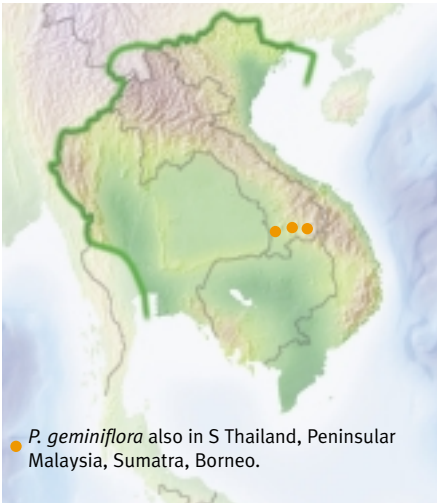 P. geminiflora also in S Thailand, Peninsular
Malaysia, Sumatra, Borneo.